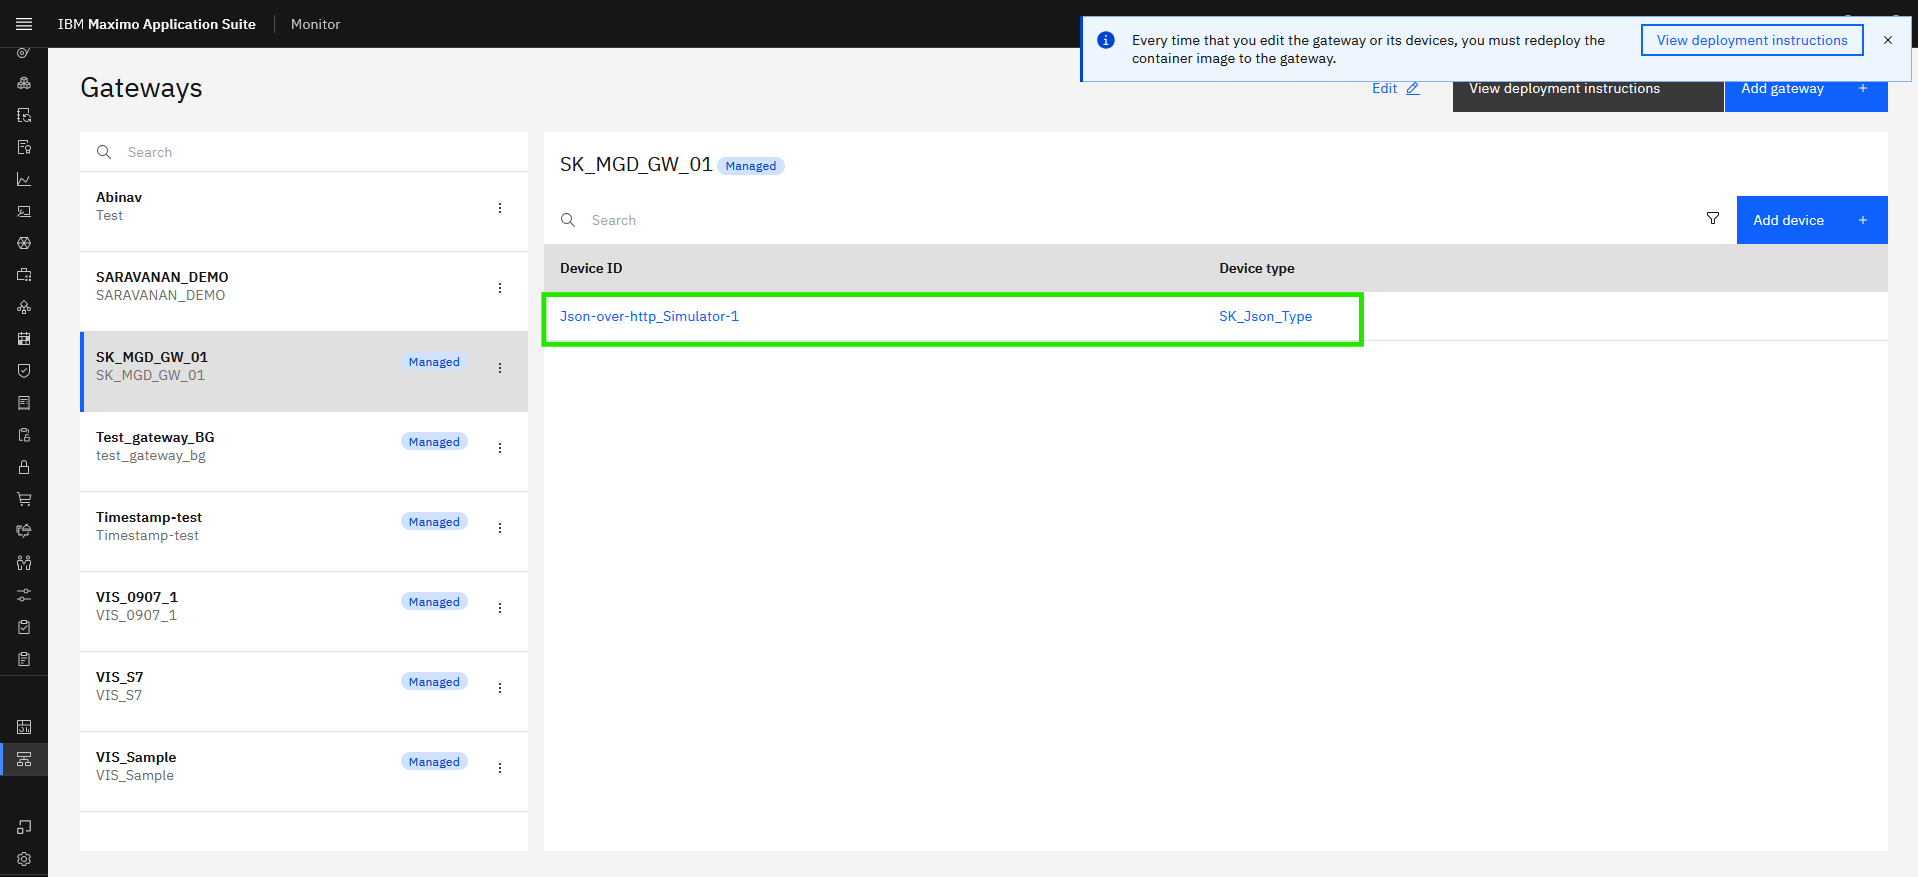 IBM Maximo Application Suite
Monitor
Every time that you edit the gateway or its devices, you must redeploy the
container image to the gateway.
View deployment instructions
Gateways
Edit
View deployment instructions
Add gateway
Search
Abinav
Test
SARAVANAN_DEMO
SARAVANAN_DEMO
SK_MGD_GW_01
Managed
SK_MGD_GW_01
Test_gateway_BG
Managed
test_gateway_bg
Timestamp-test
Managed
Timestamp-test
VIS_0907_1
Managed
VIS_0907_1
VIS_S7
Managed
VIS_S7
VIS_Sample
Managed
VIS_Sample
SK_MGD_GW_01
Managed
Search
Add device
Device ID
Device type
Json-over-http_Simulator-1
SK_Json_Type